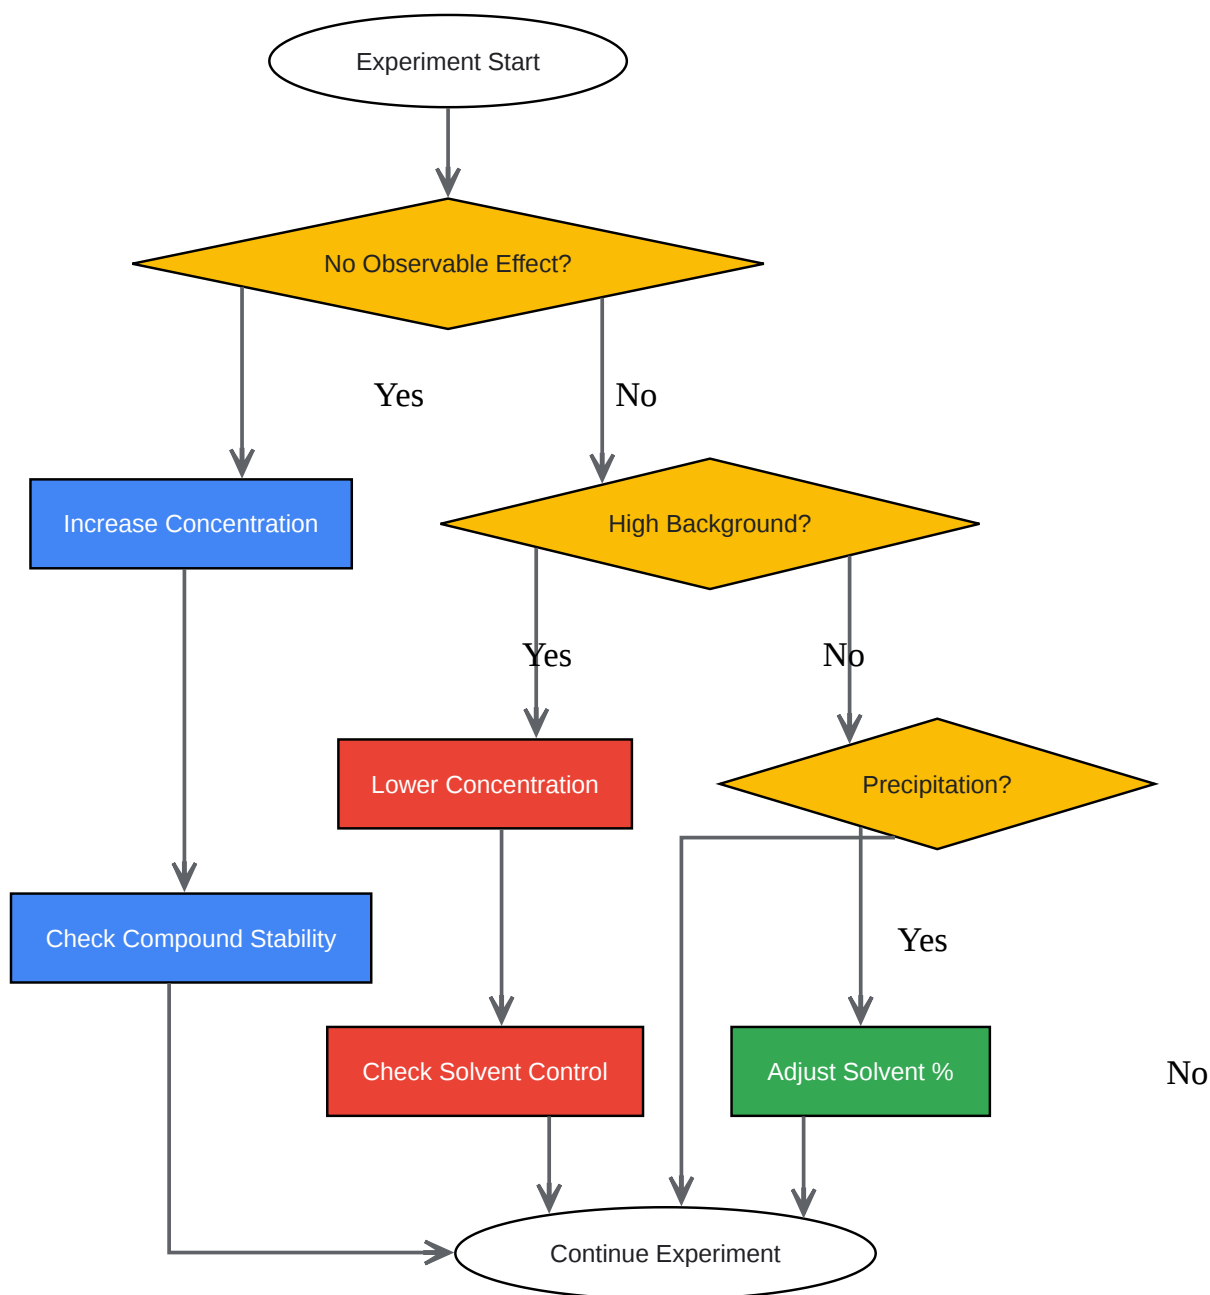 Experiment Start
No Observable Effect?
Yes
No
Increase Concentration
High Background?
Yes
No
Lower Concentration
Precipitation?
Check Compound Stability
Yes
Check Solvent Control
Adjust Solvent %
No
Continue Experiment